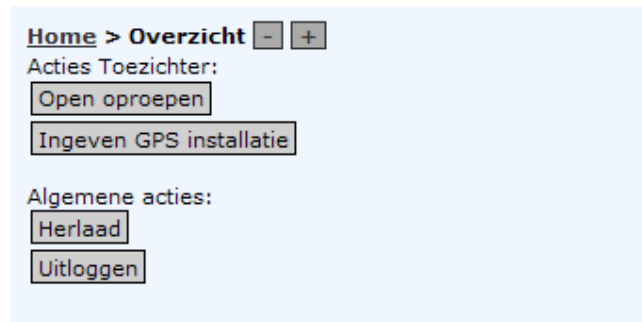 Home > Overzicht - +
Acties Toezichter:
Open oproepen
Ingeven GPS installatie
Algemene acties:
Herlaad
Uitloggen